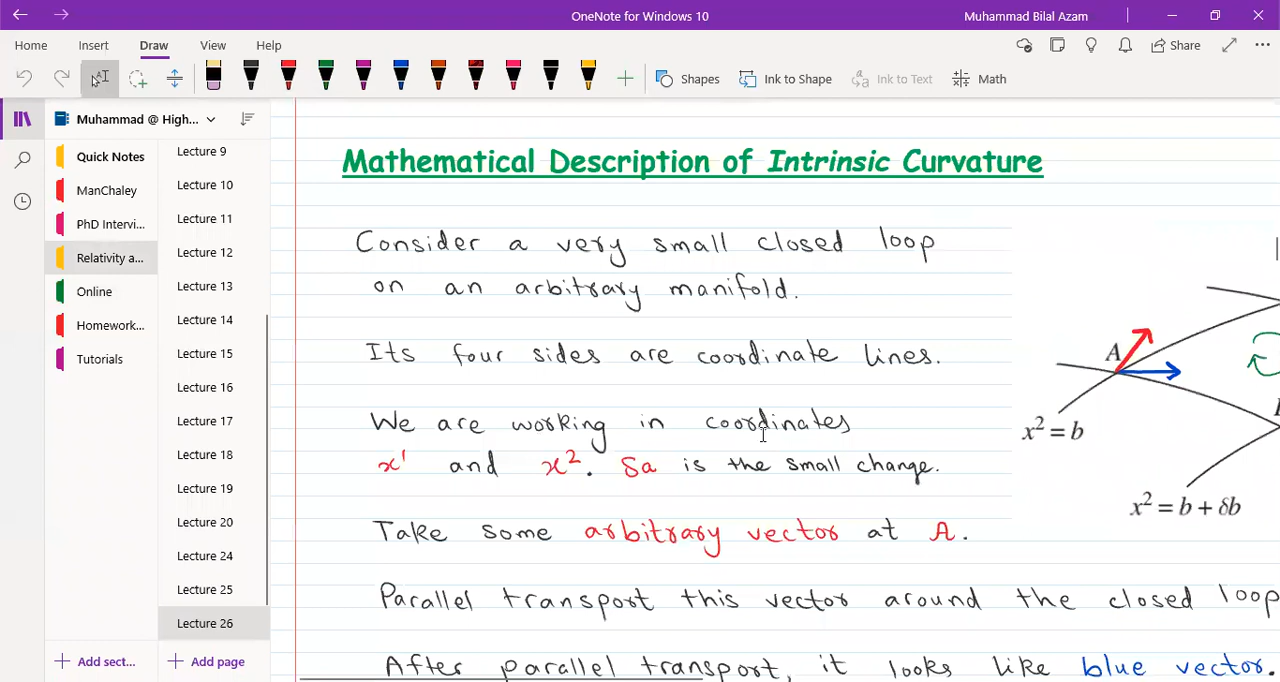 OneNote for Windows 10
Muhammad Bilal Azam
Home Insert Draw View Help
Share
Shapes Ink to Shape Ink to Text Math
Muhammad @ High...
Quick Notes
ManChaley
PhD Intervi...
Relativity a...
Online
Homework...
Tutorials
Add sect...
Lecture 9
Lecture 10
Lecture 11
Lecture 12
Lecture 13
Lecture 14
Lecture 15
Lecture 16
Lecture 17
Lecture 18
Lecture 19
Lecture 20
Lecture 24
Lecture 25
Lecture 26
Add page
Mathematical Description of Intrinsic Curvature
Consider a very small closed loop
on an arbitrary manifold.
Its four sides are coordinate lines.
We are working in coordinates
x¹ and x². δa is the small change.
Take some arbitrary vector at A.
Parallel transport this vector around the closed loop
After parallel transport, it looks like blue vector.
A
x² = b
x² = b + δb